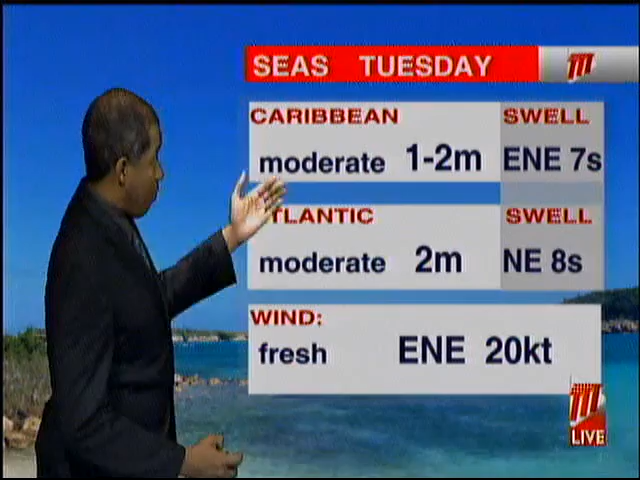 SEAS TUESDAY
CARIBBEAN SWELL
moderate 1-2m ENE 7s
TLANTIC SWELL
moderate 2m NE 8s
WIND:
fresh ENE 20kt
LIVE